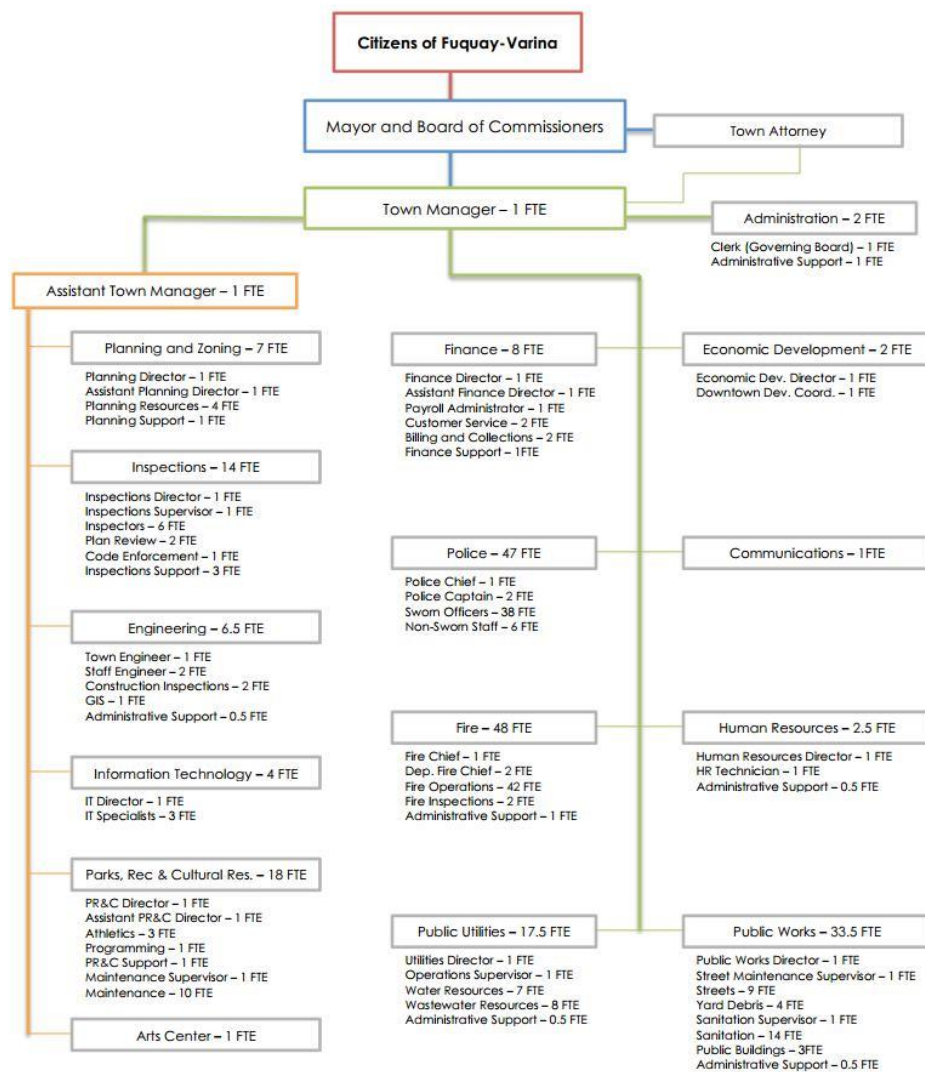 Citizens of Fuquay-Varina
Mayor and Board of Commissioners
Town Attorney
Town Manager – 1 FTE
Administration – 2 FTE
Clerk (Governing Board) – 1 FTE
Administrative Support – 1 FTE
Assistant Town Manager – 1 FTE
Planning and Zoning – 7 FTE
Planning Director – 1 FTE
Assistant Planning Director – 1 FTE
Planning Resources – 4 FTE
Planning Support – 1 FTE
Inspections – 14 FTE
Inspections Director – 1 FTE
Inspections Supervisor – 1 FTE
Inspectors – 6 FTE
Plan Review – 2 FTE
Code Enforcement – 1 FTE
Inspections Support – 3 FTE
Engineering – 6.5 FTE
Town Engineer – 1 FTE
Staff Engineer – 2 FTE
Construction Inspections – 2 FTE
GIS – 1 FTE
Administrative Support – 0.5 FTE
Information Technology – 4 FTE
IT Director – 1 FTE
IT Specialists – 3 FTE
Parks, Rec & Cultural Res. – 18 FTE
PR&C Director – 1 FTE
Assistant PR&C Director – 1 FTE
Athletics – 3 FTE
Programming – 1 FTE
PR&C Support – 1 FTE
Maintenance Supervisor – 1 FTE
Maintenance – 10 FTE
Arts Center – 1 FTE
Finance – 8 FTE
Finance Director – 1 FTE
Assistant Finance Director – 1 FTE
Payroll Administrator – 1 FTE
Customer Service – 2 FTE
Billing and Collections – 2 FTE
Finance Support – 1FTE
Economic Development – 2 FTE
Economic Dev. Director – 1 FTE
Downtown Dev. Coord. – 1 FTE
Police – 47 FTE
Police Chief – 1 FTE
Police Captain – 2 FTE
Sworn Officers – 38 FTE
Non-Sworn Staff – 6 FTE
Communications – 1FTE
Fire – 48 FTE
Fire Chief – 1 FTE
Dep. Fire Chief – 2 FTE
Fire Operations – 42 FTE
Fire Inspections – 2 FTE
Administrative Support – 1 FTE
Human Resources – 2.5 FTE
Human Resources Director – 1 FTE
HR Technician – 1 FTE
Administrative Support – 0.5 FTE
Public Utilities – 17.5 FTE
Utilities Director – 1 FTE
Operations Supervisor – 1 FTE
Water Resources – 7 FTE
Wastewater Resources – 8 FTE
Administrative Support – 0.5 FTE
Public Works – 33.5 FTE
Public Works Director – 1 FTE
Street Maintenance Supervisor – 1 FTE
Streets – 9 FTE
Yard Debris – 4 FTE
Sanitation Supervisor – 1 FTE
Sanitation – 14 FTE
Public Buildings – 3FTE
Administrative Support – 0.5 FTE